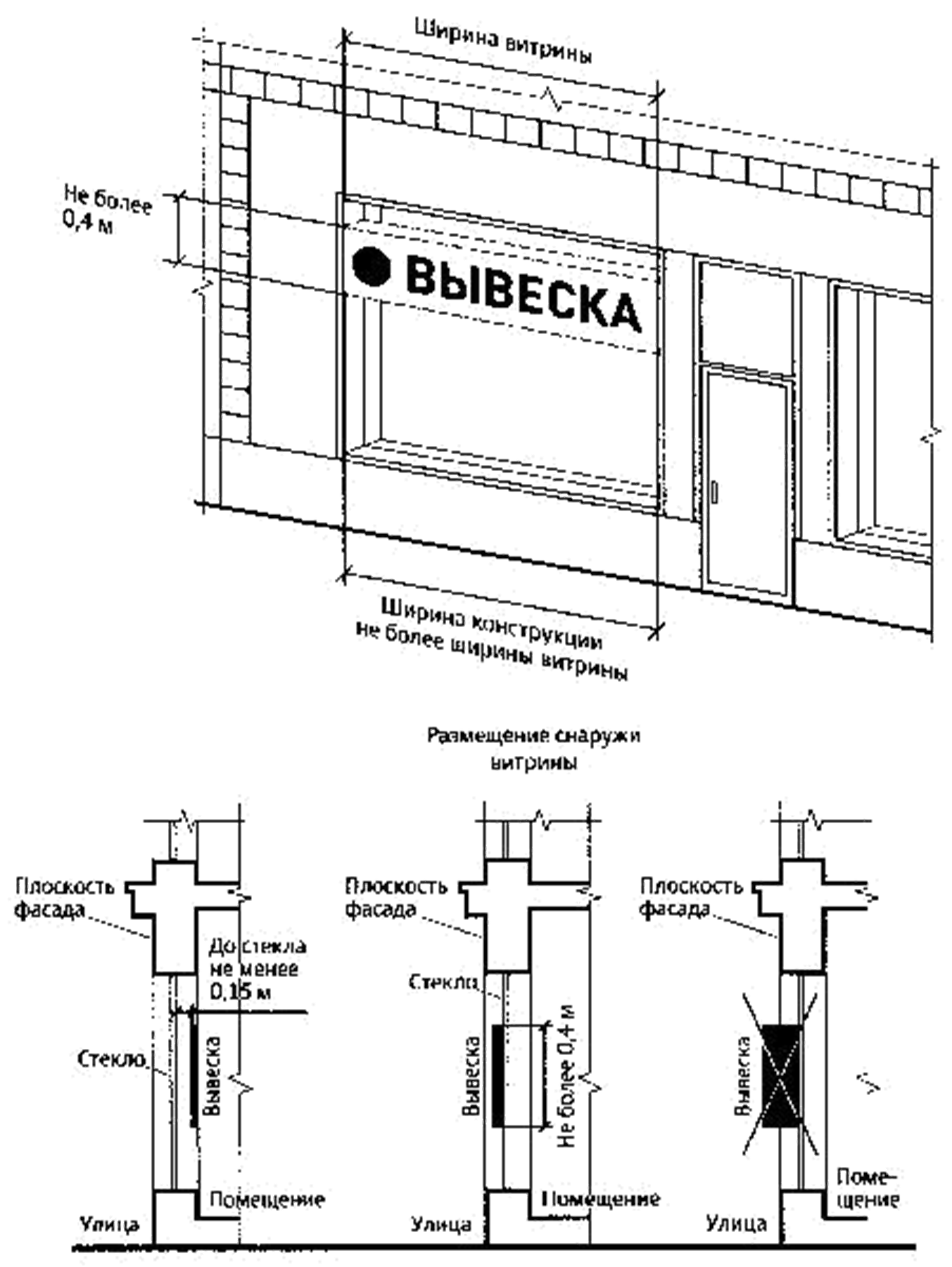 Ширина витрины
Не более
0,4 м
ВЫВЕСКА
Ширина конструкции
не более ширины витрины
Размещение снаружи
витрины
Плоскость
фасада
До стекла
не менее
0,15 м
Стекло
Вывеска
Помещение
Улица
Плоскость
фасада
Стекло
Вывеска
Не более 0,4 м
Помещение
Улица
Плоскость
фасада
Вывеска
Поме-
щение
Улица